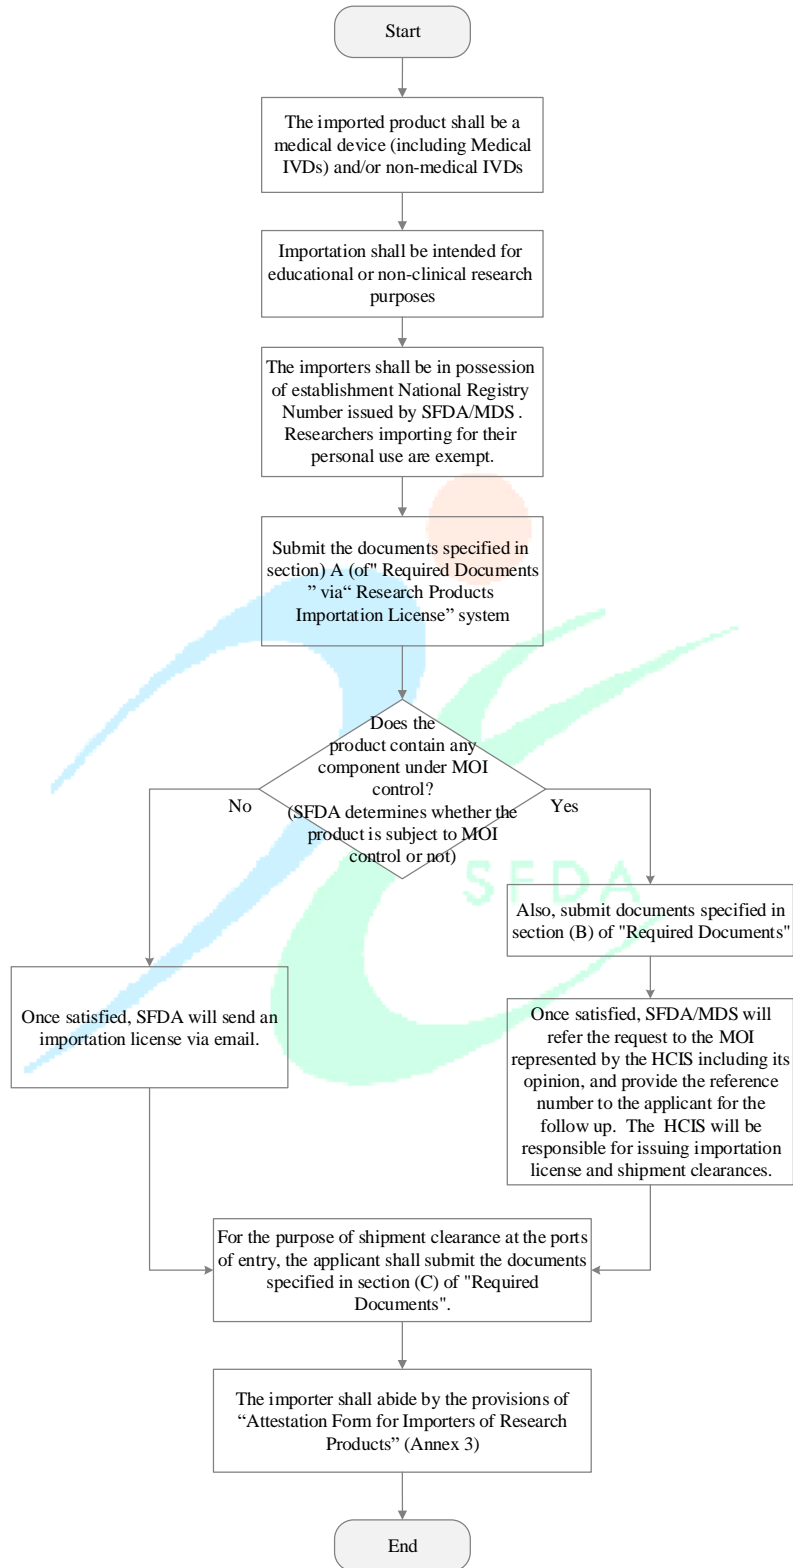 Start
The imported product shall be a
medical device (including Medical
IVDs) and/or non-medical IVDs
Importation shall be intended for
educational or non-clinical research
purposes
The importers shall be in possession
of establishment National Registry
Number issued by SFDA/MDS .
Researchers importing for their
personal use are exempt.
Submit the documents specified in
section) A (of" Required Documents
” via“ Research Products
Importation License” system
Does the
product contain any
component under MOI
control?
(SFDA determines whether the
product is subject to MOI
control or not)
No
Yes
SFDA
Also, submit documents specified in
section (B) of "Required Documents"
Once satisfied, SFDA will send an
importation license via email.
Once satisfied, SFDA/MDS will
refer the request to the MOI
represented by the HCIS including its
opinion, and provide the reference
number to the applicant for the
follow up. The HCIS will be
responsible for issuing importation
license and shipment clearances.
For the purpose of shipment clearance at the ports
of entry, the applicant shall submit the documents
specified in section (C) of "Required
Documents".
The importer shall abide by the provisions of
“Attestation Form for Importers of Research
Products” (Annex 3)
End